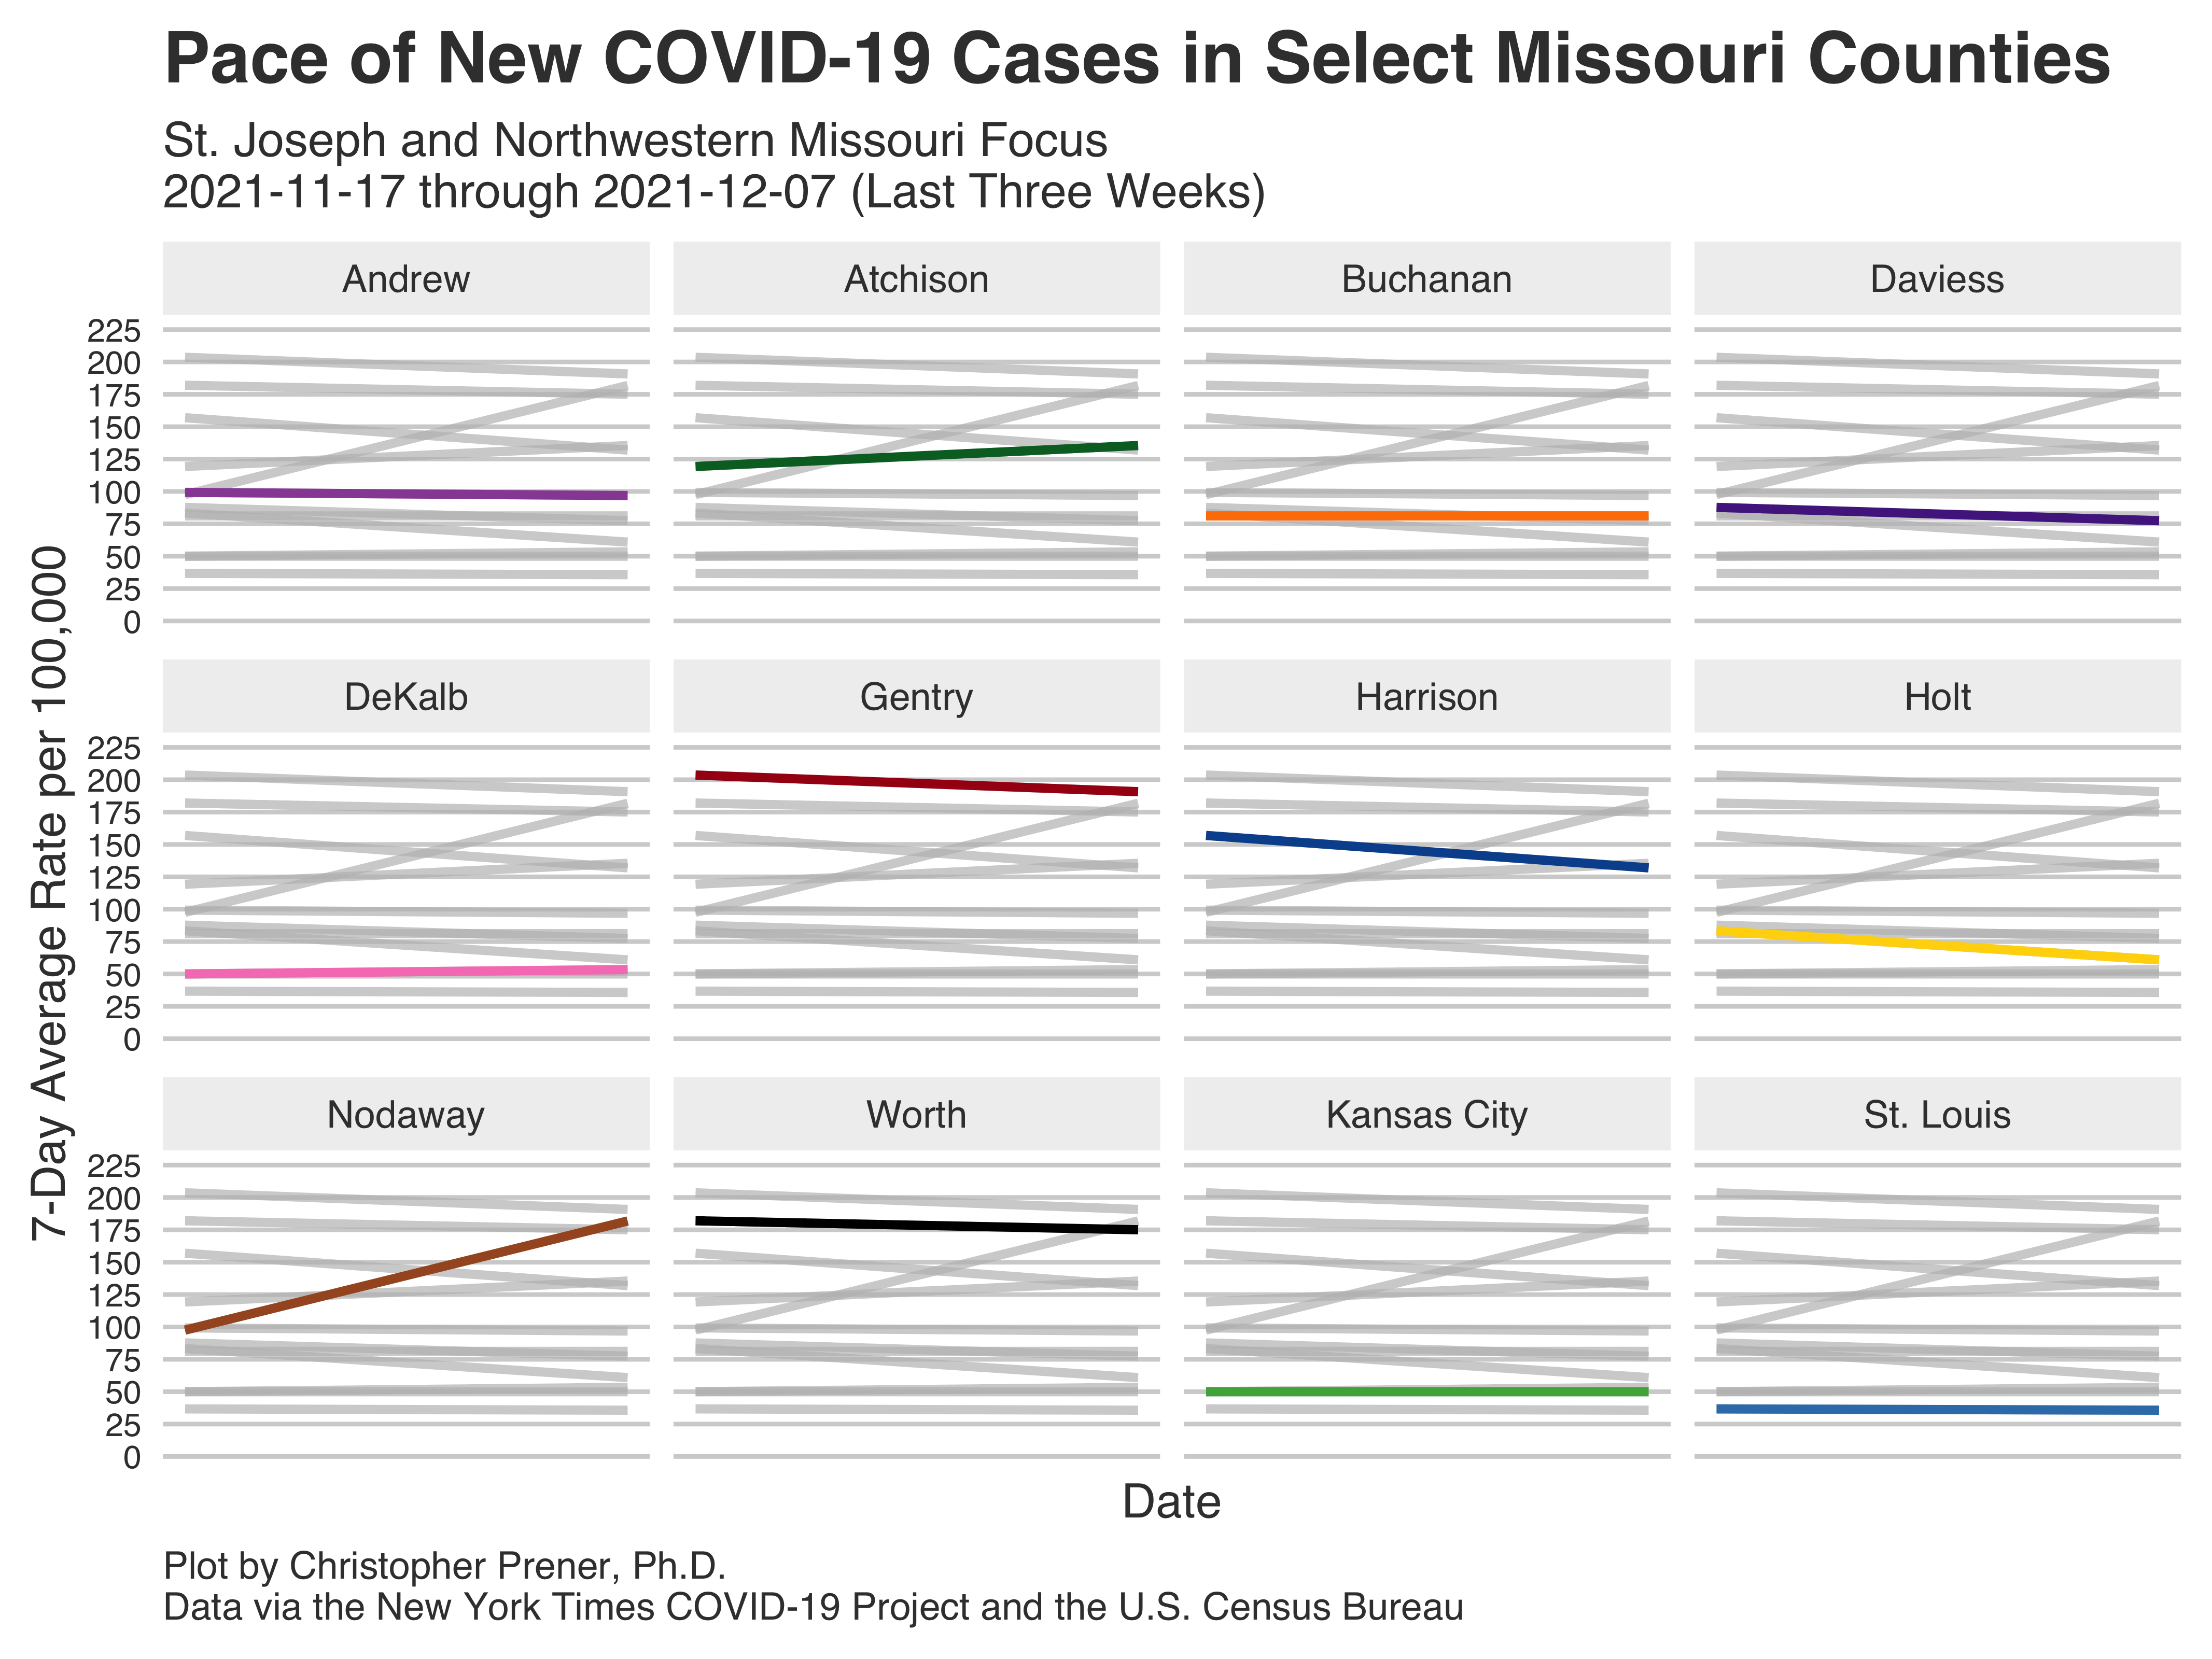 Pace of New COVID-19 Cases in Select Missouri Counties
St. Joseph and Northwestern Missouri Focus
2021-11-17 through 2021-12-07 (Last Three Weeks)
7-Day Average Rate per 100,000
Andrew
Atchison
Buchanan
Daviess
225
200
175
150
125
100
75
50
25
0
DeKalb
Gentry
Harrison
Holt
225
200
175
150
125
100
75
50
25
0
Nodaway
Worth
Kansas City
St. Louis
225
200
175
150
125
100
75
50
25
0
Date
Plot by Christopher Prener, Ph.D.
Data via the New York Times COVID-19 Project and the U.S. Census Bureau